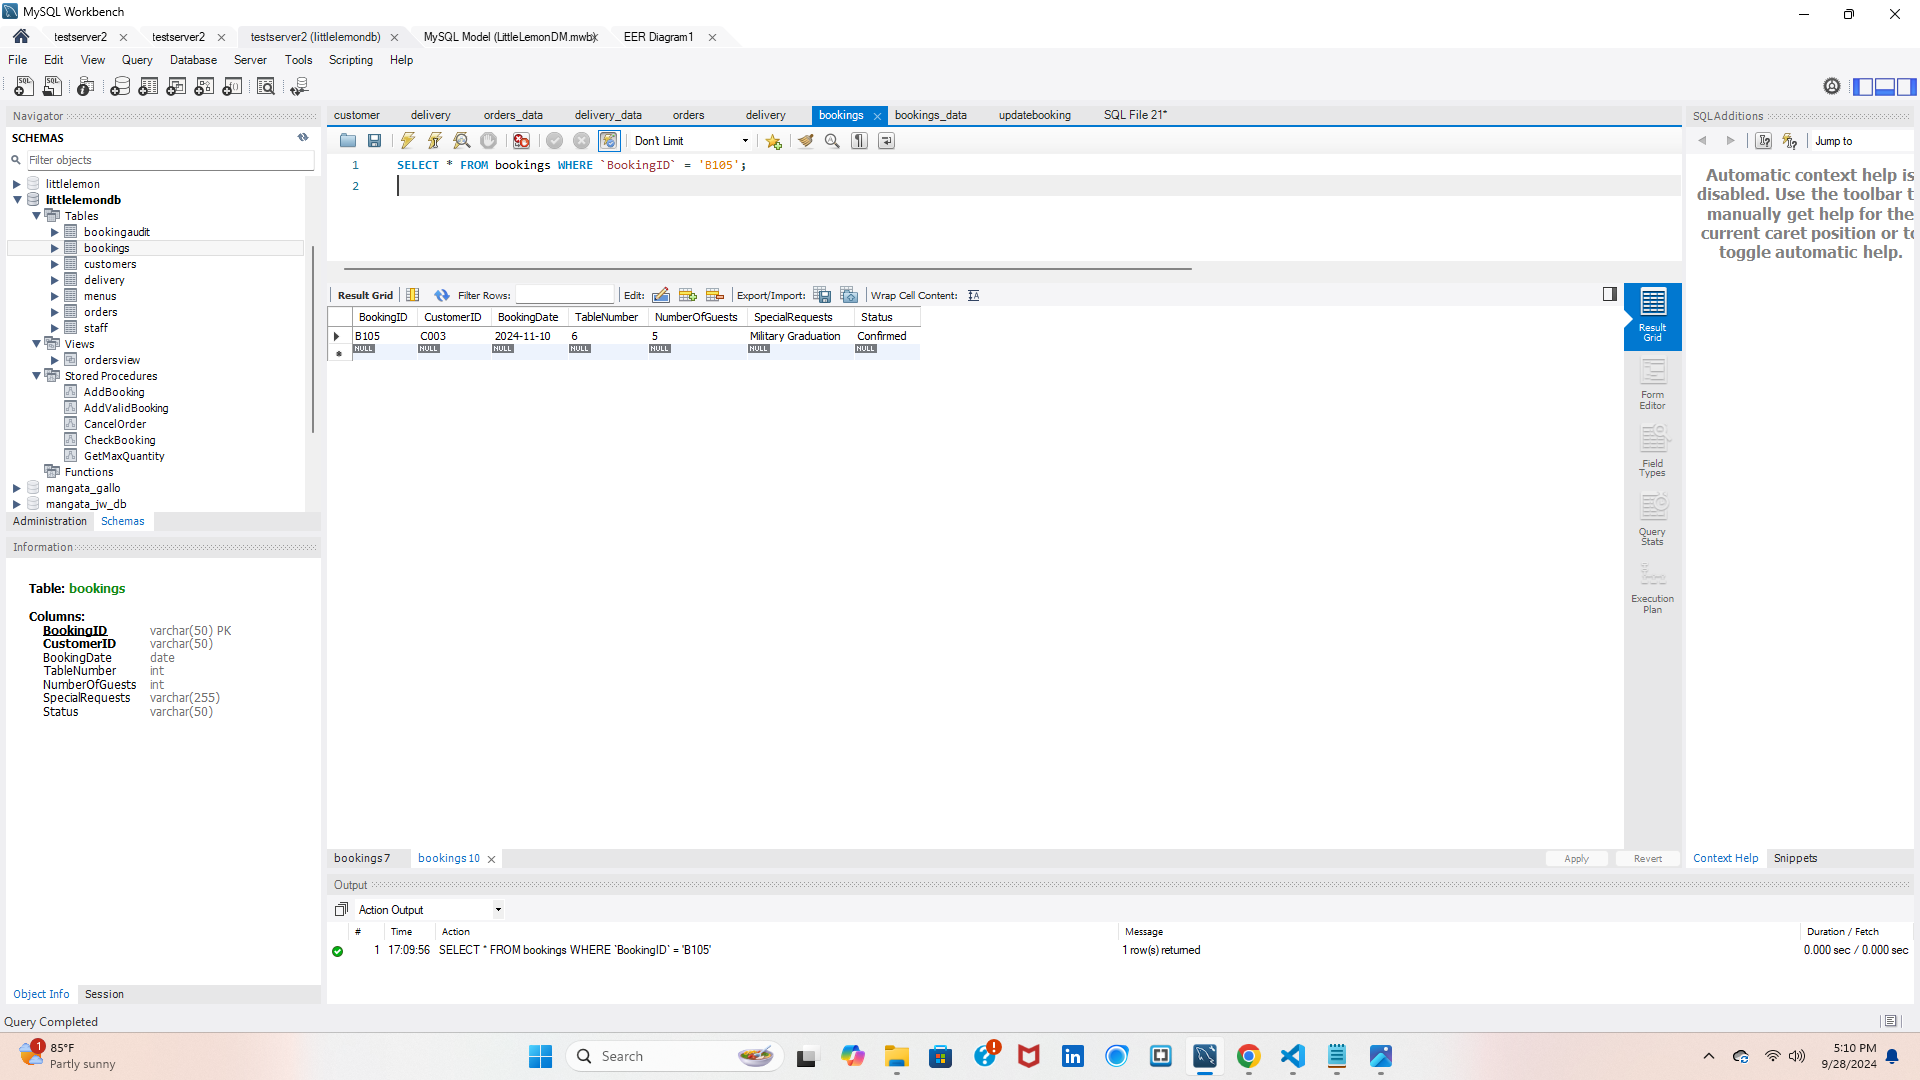 MySQL Workbench
testserver2
testserver2
testserver2 (littlelemondb)
MySQL Model (LittleLemonDM.mwb)
EER Diagram1
File Edit View Query Database Server Tools Scripting Help
Navigator
SCHEMAS
Filter objects
littlelemon
littlelemondb
Tables
bookingaudit
bookings
customers
delivery
menus
orders
staff
Views
ordersview
Stored Procedures
AddBooking
AddValidBooking
CancelOrder
CheckBooking
GetMaxQuantity
Functions
mangata_gallo
mangata_jw_db
Administration Schemas
Information
Table: bookings
Columns:
BookingID varchar(50) PK
CustomerID varchar(50)
BookingDate date
TableNumber int
NumberOfGuests int
SpecialRequests varchar(255)
Status varchar(50)
Object Info Session
Query Completed
customer delivery orders_data delivery_data orders delivery bookings bookings_data updatebooking SQL File 21*
Don't Limit
1 SELECT * FROM bookings WHERE `BookingID` = 'B105';
2
Result Grid Filter Rows: Edit: Export/Import: Wrap Cell Content:
BookingID CustomerID BookingDate TableNumber NumberOfGuests SpecialRequests Status
B105 C003 2024-11-10 6 5 Military Graduation Confirmed
NULL NULL NULL NULL NULL NULL NULL
Result
Grid
Form
Editor
Field
Types
Query
Stats
Execution
Plan
bookings 7 bookings 10
Apply Revert
Output
Action Output
# Time Action Message Duration / Fetch
1 17:09:56 SELECT * FROM bookings WHERE `BookingID` = 'B105' 1 row(s) returned 0.000 sec / 0.000 sec
SQLAdditions
Jump to
Automatic context help is
disabled. Use the toolbar t
manually get help for the
current caret position or to
toggle automatic help.
Context Help Snippets
1
85°F
Partly sunny
Search
5:10 PM
9/28/2024